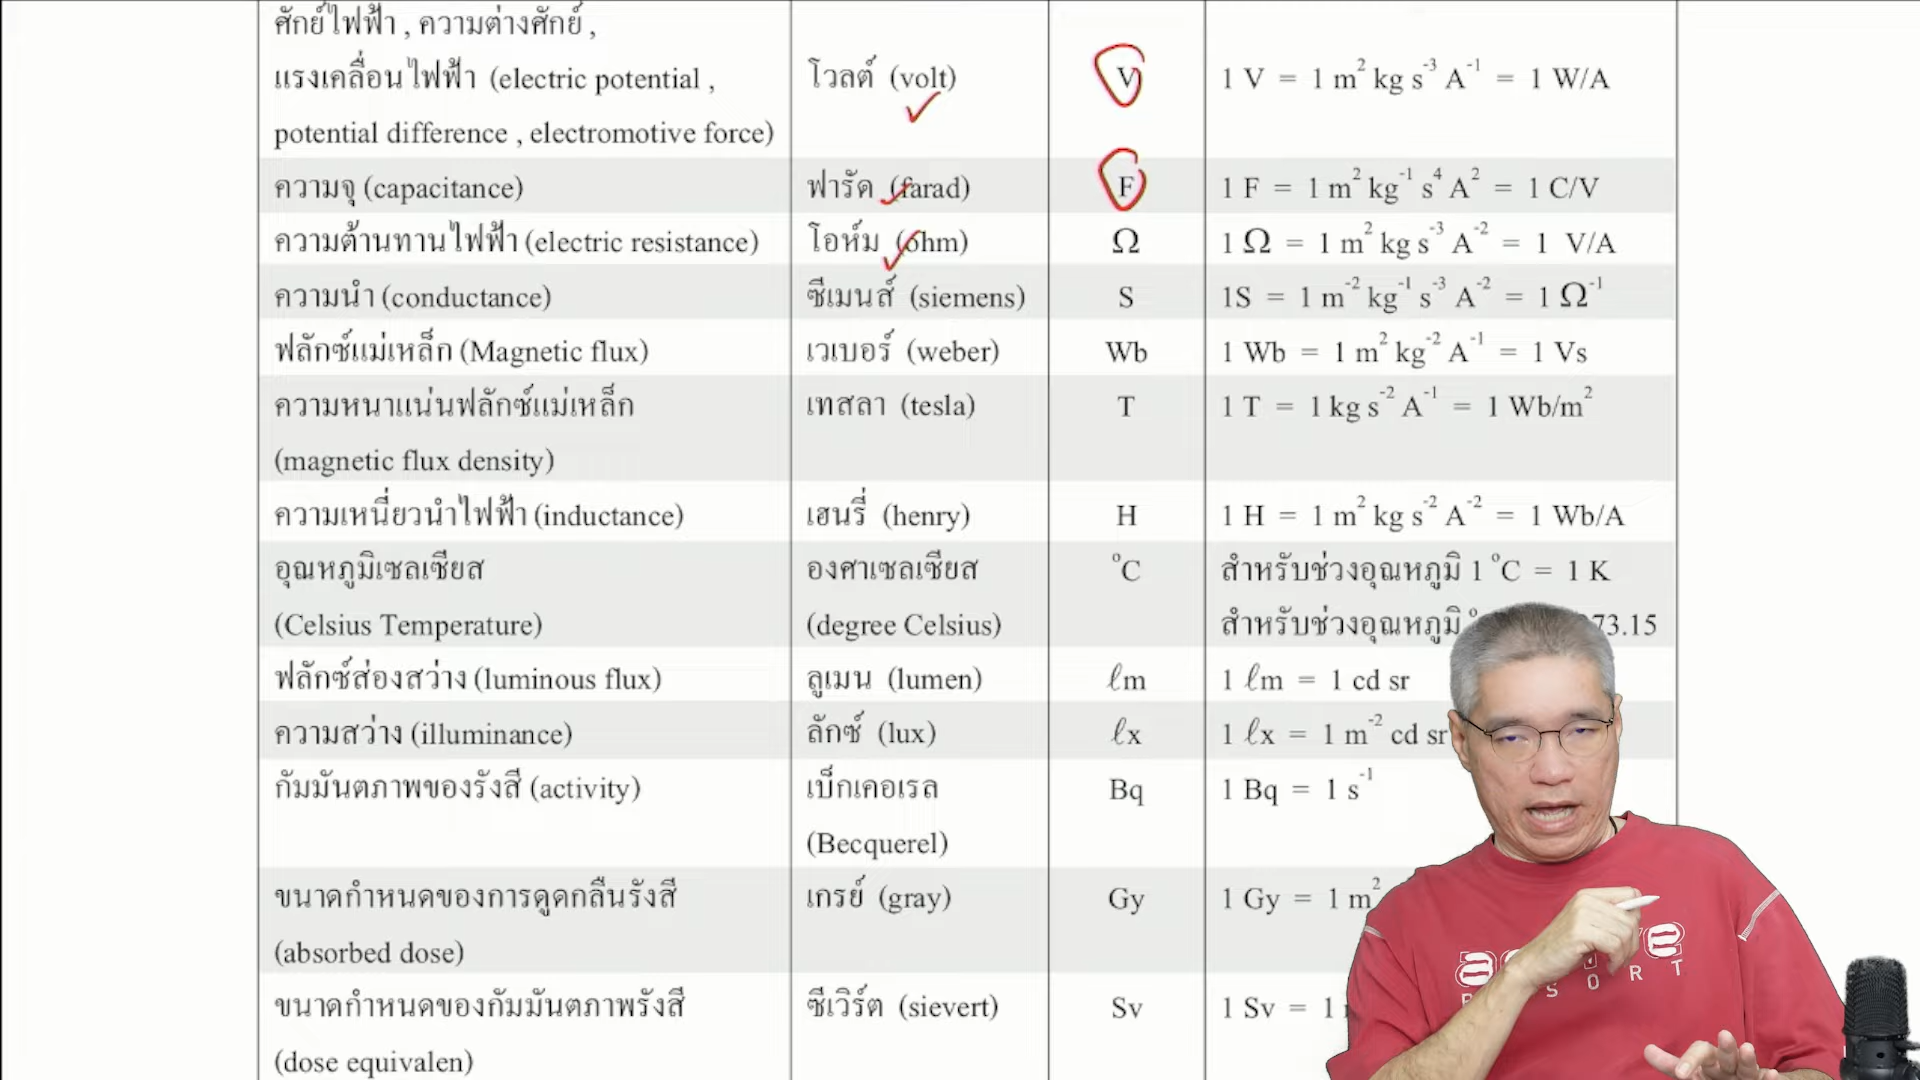 ศักย์ไฟฟ้า , ความต่างศักย์ ,
แรงเคลื่อนไฟฟ้า (electric potential ,
potential difference , electromotive force)
โวลต์ (volt)
V
1 V = 1 m² kg s⁻³ A⁻¹ = 1 W/A
ความจุ (capacitance)
ฟารัด (farad)
F
1 F = 1 m² kg⁻¹ s⁴ A² = 1 C/V
ความต้านทานไฟฟ้า (electric resistance)
โอห์ม (ohm)
Ω
1 Ω = 1 m² kg s⁻³ A⁻² = 1 V/A
ความนำ (conductance)
ซีเมนส์ (siemens)
S
1S = 1 m⁻² kg⁻¹ s⁻³ A⁻² = 1 Ω⁻¹
ฟลักซ์แม่เหล็ก (Magnetic flux)
เวเบอร์ (weber)
Wb
1 Wb = 1 m² kg⁻² A⁻¹ = 1 Vs
ความหนาแน่นฟลักซ์แม่เหล็ก
(magnetic flux density)
เทสลา (tesla)
T
1 T = 1 kg s⁻² A⁻¹ = 1 Wb/m²
ความเหนี่ยวนำไฟฟ้า (inductance)
เฮนรี่ (henry)
H
1 H = 1 m² kg s⁻² A⁻² = 1 Wb/A
อุณหภูมิเซลเซียส
(Celsius Temperature)
องศาเซลเซียส
(degree Celsius)
°C
สำหรับช่วงอุณหภูมิ 1 °C = 1 K
สำหรับช่วงอุณหภูมิ ° 73.15
ฟลักซ์ส่องสว่าง (luminous flux)
ลูเมน (lumen)
ℓm
1 ℓm = 1 cd sr
ความสว่าง (illuminance)
ลักซ์ (lux)
ℓx
1 ℓx = 1 m⁻² cd sr
กัมมันตภาพของรังสี (activity)
เบ็กเคอเรล
(Becquerel)
Bq
1 Bq = 1 s⁻¹
ขนาดกำหนดของการดูดกลืนรังสี
(absorbed dose)
เกรย์ (gray)
Gy
1 Gy = 1 m²
ขนาดกำหนดของกัมมันตภาพรังสี
(dose equivalen)
ซีเวิร์ต (sievert)
Sv
1 Sv = 1